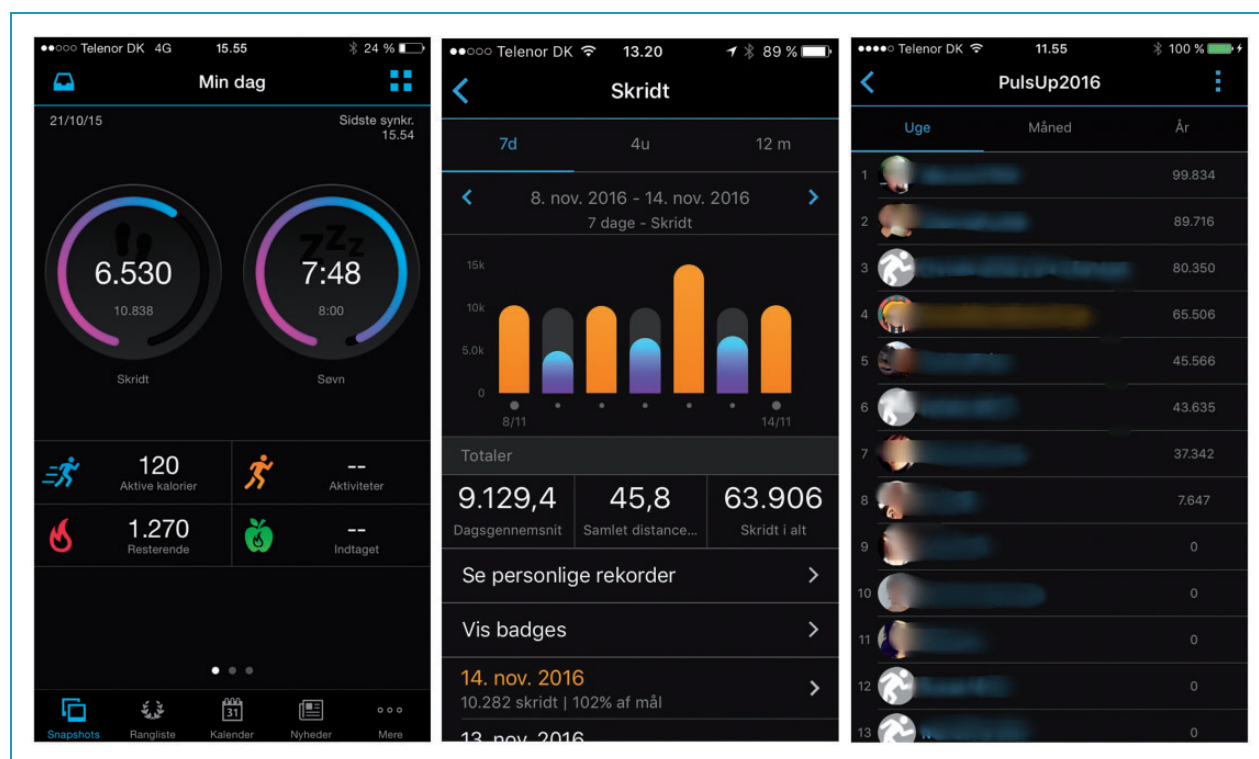 Telenor DK 4G 15.55 24 %
Min dag
21/10/15 Sidste synkr.
15.54
zZz
6.530 7:48
10.838 8:00
Skridt Søvn
120 --
Aktive kalorier Aktiviteter
1.270 --
Resterende Indtaget
31
Snapshots Rangliste Kalender Nyheder Mere
Telenor DK 13.20 89 %
Skridt
7d 4u 12 m
8. nov. 2016 - 14. nov. 2016
7 dage - Skridt
15k
10k
5.0k
0
8/11 14/11
Totaler
9.129,4 45,8 63.906
Dagsgennemsnit Samlet distance... Skridt i alt
Se personlige rekorder
Vis badges
14. nov. 2016
10.282 skridt | 102% af mål
13. nov. 2016
Telenor DK 11.55 100 %
PulsUp2016
Uge Måned År
1 99.834
2 89.716
3 80.350
4 65.506
5 45.566
6 43.635
7 37.342
8 7.647
9 0
10 0
11 0
12 0
13 0